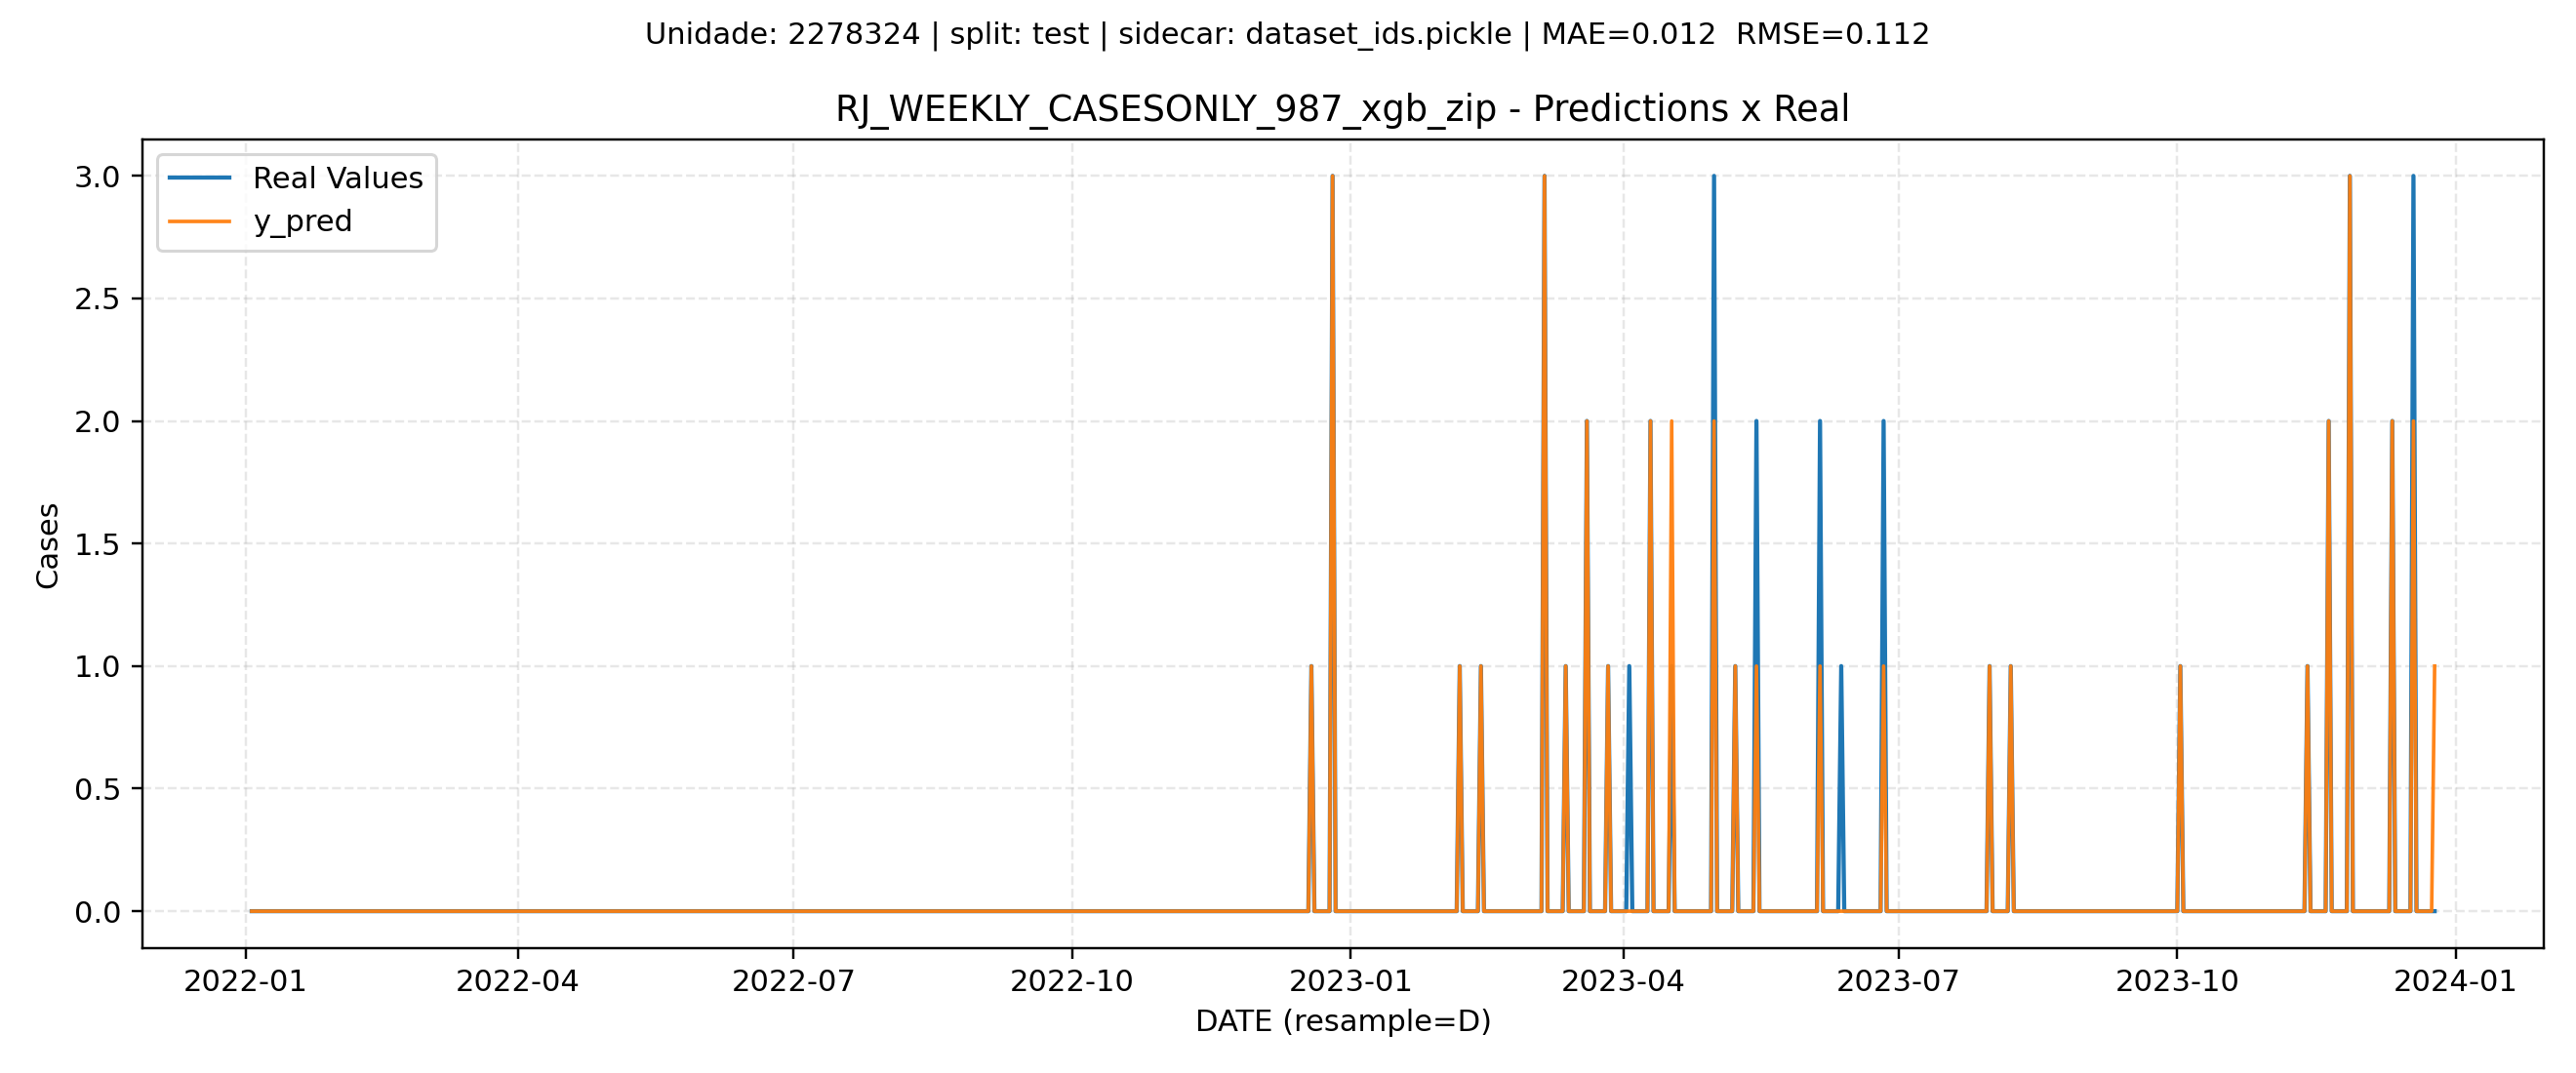 Unidade: 2278324 | split: test | sidecar: dataset_ids.pickle | MAE=0.012  RMSE=0.112
RJ_WEEKLY_CASESONLY_987_xgb_zip - Predictions x Real
Real Values
y_pred
3.0
2.5
2.0
1.5
1.0
0.5
0.0
Cases
2022-01 2022-04 2022-07 2022-10 2023-01 2023-04 2023-07 2023-10 2024-01
DATE (resample=D)